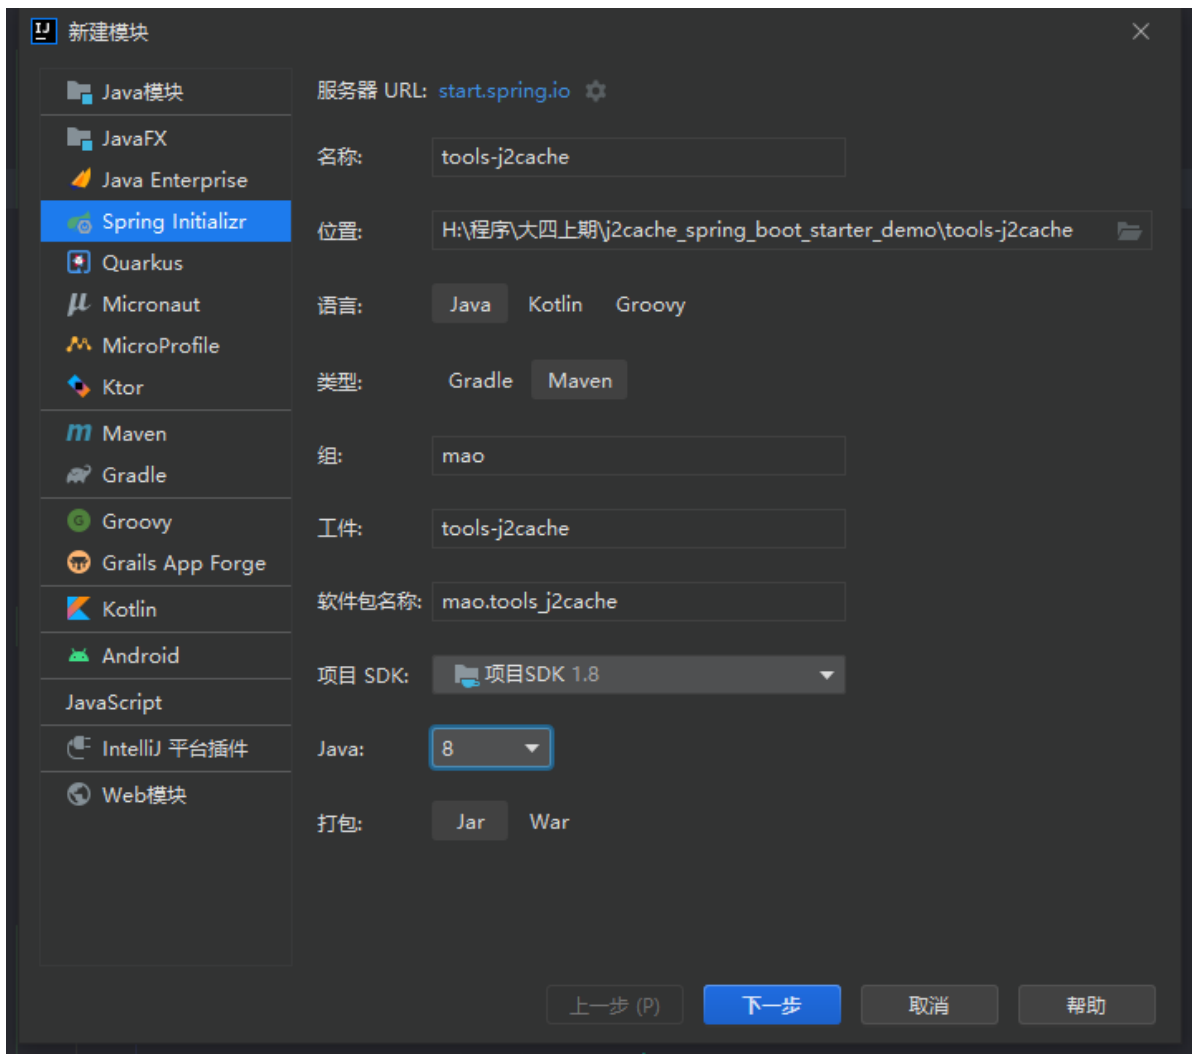 新建模块
Java模块
JavaFX
Java Enterprise
Spring Initializr
Quarkus
Micronaut
MicroProfile
Ktor
Maven
Gradle
Groovy
Grails App Forge
Kotlin
Android
JavaScript
IntelliJ 平台插件
Web模块
服务器 URL: start.spring.io
名称: tools-j2cache
位置: H:\程序\大四上期\j2cache_spring_boot_starter_demo\tools-j2cache
语言: Java Kotlin Groovy
类型: Gradle Maven
组: mao
工件: tools-j2cache
软件包名称: mao.tools_j2cache
项目 SDK: 项目SDK 1.8
Java: 8
打包: Jar War
上一步 (P) 下一步 取消 帮助